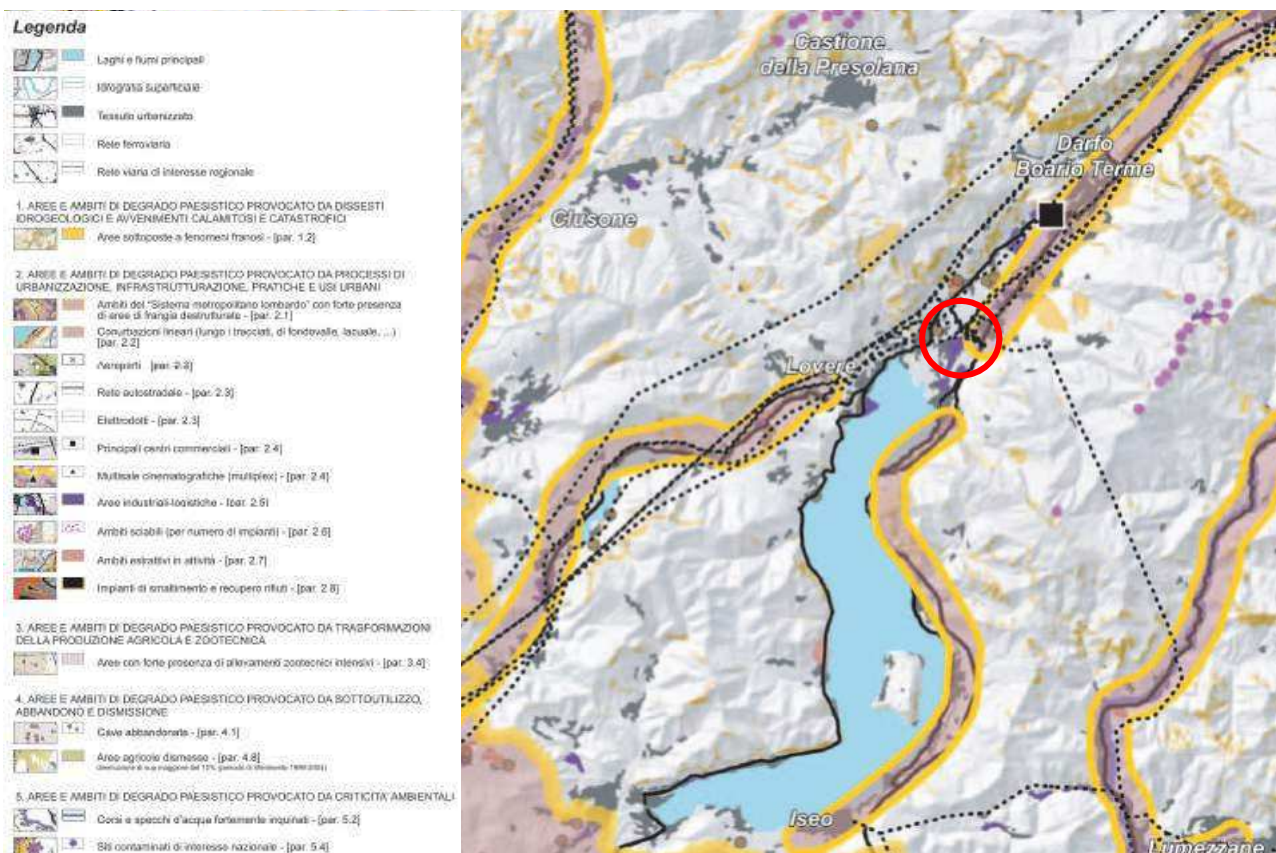 Legenda
Laghi e fiumi principali
Idrografia superficiale
Tessuto urbanizzato
Rete ferroviaria
Rete viaria di interesse regionale
1. AREE E AMBITI DI DEGRADO PAESISTICO PROVOCATO DA DISSESTI
IDROGEOLOGICI E AVVENIMENTI CALAMITOSI E CATASTROFICI
Aree sottoposte a fenomeni franosi - [par. 1.2]
2. AREE E AMBITI DI DEGRADO PAESISTICO PROVOCATO DA PROCESSI DI
URBANIZZAZIONE, INFRASTRUTTURAZIONE, PRATICHE E USI URBANI
Ambiti del "Sistema metropolitano lombardo" con forte presenza
di aree di frangia destrutturate - [par. 2.1]
Conurbazioni lineari (lungo i tracciati, di fondovalle, lacuale, ...)
[par. 2.2]
Aeroporti - [par. 2.3]
Rete autostradale - [par. 2.3]
Elettrodotti - [par. 2.3]
Principali centri commerciali - [par. 2.4]
Multisale cinematografiche (multiplex) - [par. 2.4]
Aree industriali-logistiche - [par. 2.5]
Ambiti sciabili (per numero di impianti) - [par. 2.6]
Ambiti estrattivi in attività - [par. 2.7]
Impianti di smaltimento e recupero rifiuti - [par. 2.8]
3. AREE E AMBITI DI DEGRADO PAESISTICO PROVOCATO DA TRASFORMAZIONI
DELLA PRODUZIONE AGRICOLA E ZOOTECNICA
Aree con forte presenza di allevamenti zootecnici intensivi - [par. 3.4]
4. AREE E AMBITI DI DEGRADO PAESISTICO PROVOCATO DA SOTTOUTILIZZO,
ABBANDONO E DISMISSIONE
Cave abbandonate - [par. 4.1]
Aree agricole dismesse - [par. 4.8]
5. AREE E AMBITI DI DEGRADO PAESISTICO PROVOCATO DA CRITICITÀ AMBIENTALI
Corsi e specchi d'acqua fortemente inquinati - [par. 5.2]
Siti contaminati di interesse nazionale - [par. 5.4]
Castione
della Presolana
Darfo
Boario Terme
Clusone
Lovere
Iseo
Lumezzane